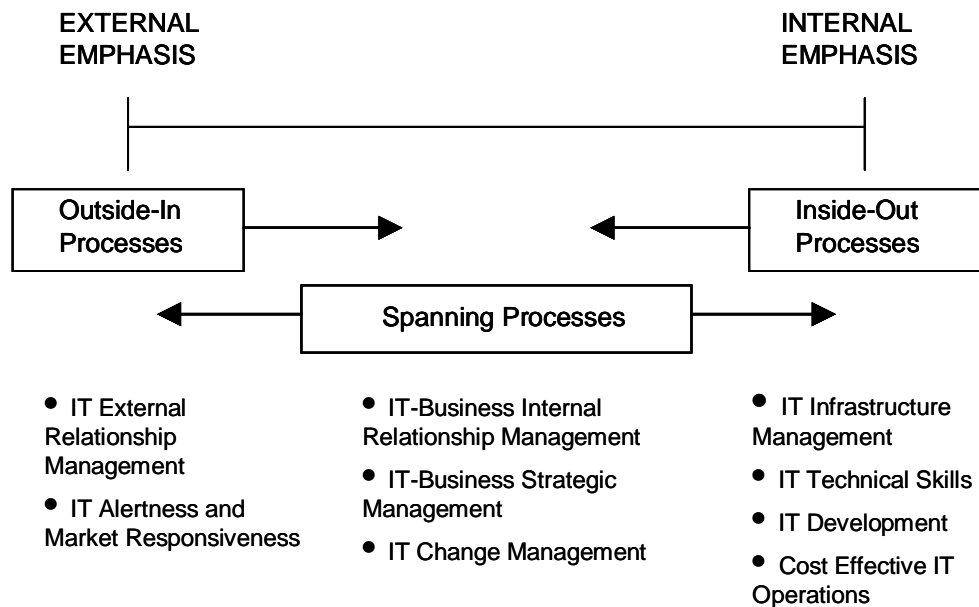 EXTERNAL
EMPHASIS
INTERNAL
EMPHASIS
Outside-In
Processes
Inside-Out
Processes
Spanning Processes
• IT External
Relationship
Management
• IT Alertness and
Market Responsiveness
• IT-Business Internal
Relationship Management
• IT-Business Strategic
Management
• IT Change Management
• IT Infrastructure
Management
• IT Technical Skills
• IT Development
• Cost Effective IT
Operations